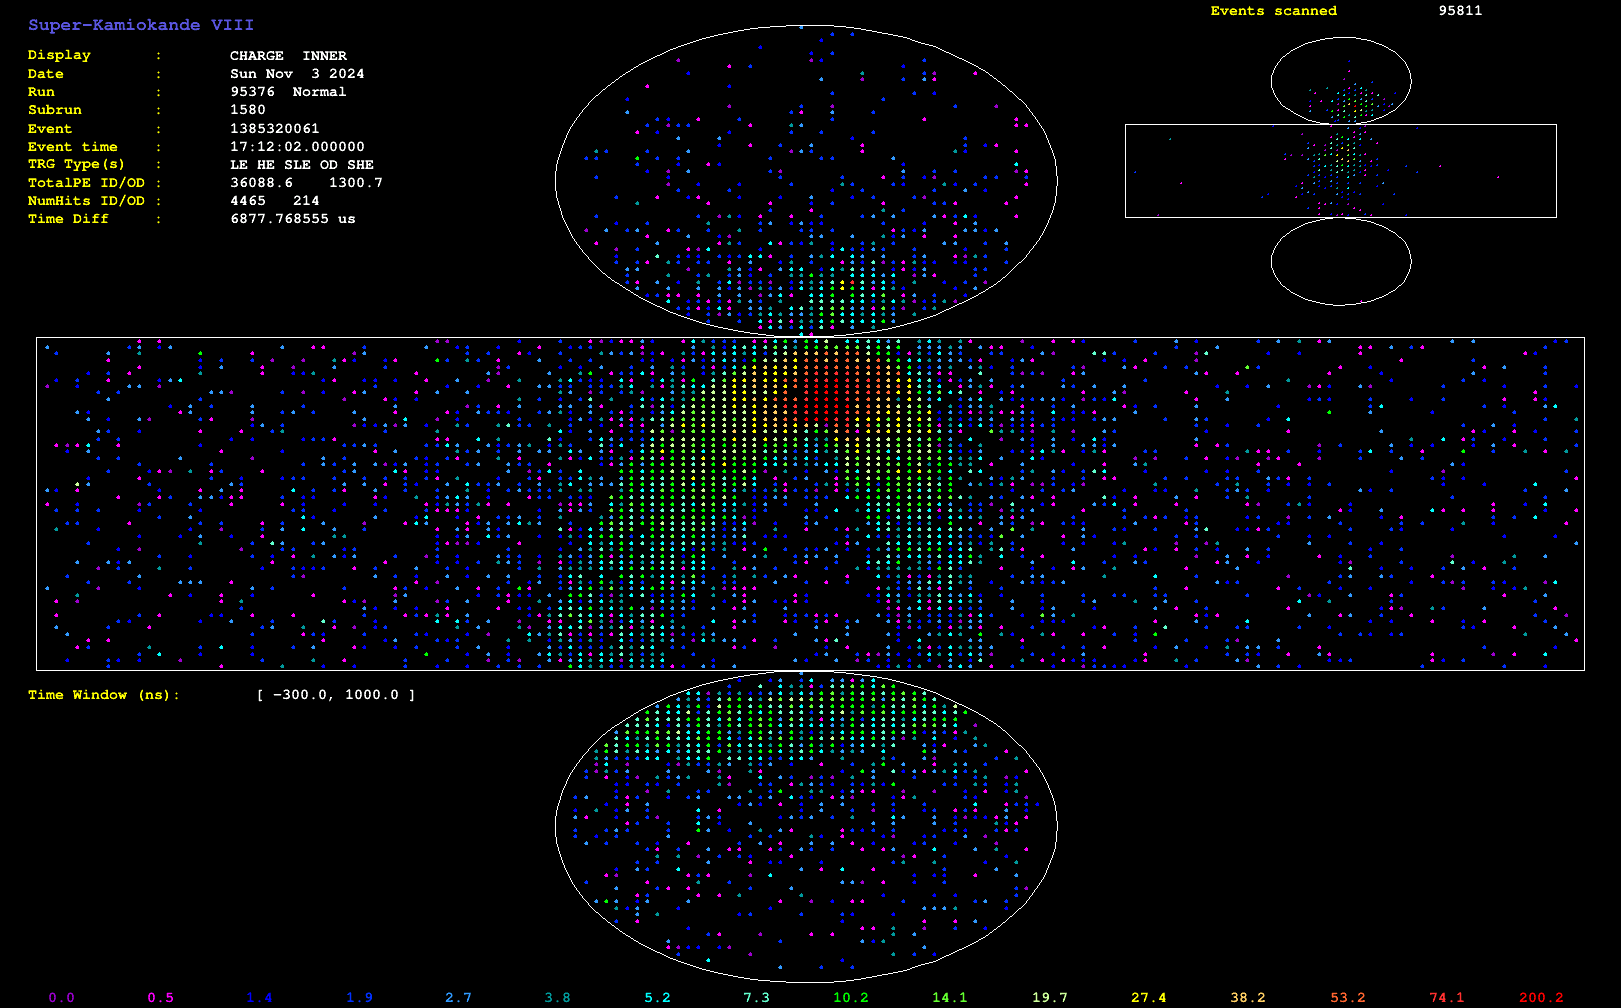 Super-Kamiokande VIII
Events scanned 95811
Display : CHARGE INNER
Date : Sun Nov 3 2024
Run : 95376 Normal
Subrun : 1580
Event : 1385320061
Event time : 17:12:02.000000
TRG Type(s) : LE HE SLE OD SHE
TotalPE ID/OD : 36088.6 1300.7
NumHits ID/OD : 4465 214
Time Diff : 6877.768555 us
Time Window (ns): [ -300.0, 1000.0 ]
0.0 0.5 1.4 1.9 2.7 3.8 5.2 7.3 10.2 14.1 19.7 27.4 38.2 53.2 74.1 200.2